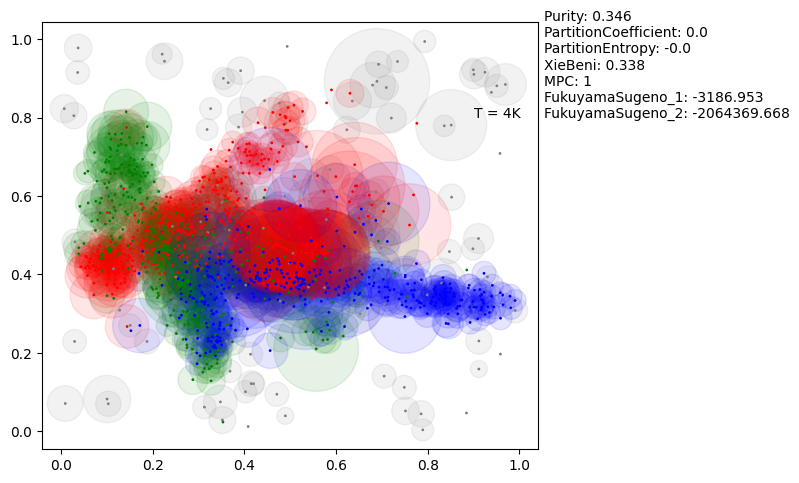 Purity: 0.346
PartitionCoefficient: 0.0
PartitionEntropy: -0.0
XieBeni: 0.338
MPC: 1
FukuyamaSugeno_1: -3186.953
FukuyamaSugeno_2: -2064369.668
T = 4K
1.0
0.8
0.6
0.4
0.2
0.0
0.0 0.2 0.4 0.6 0.8 1.0